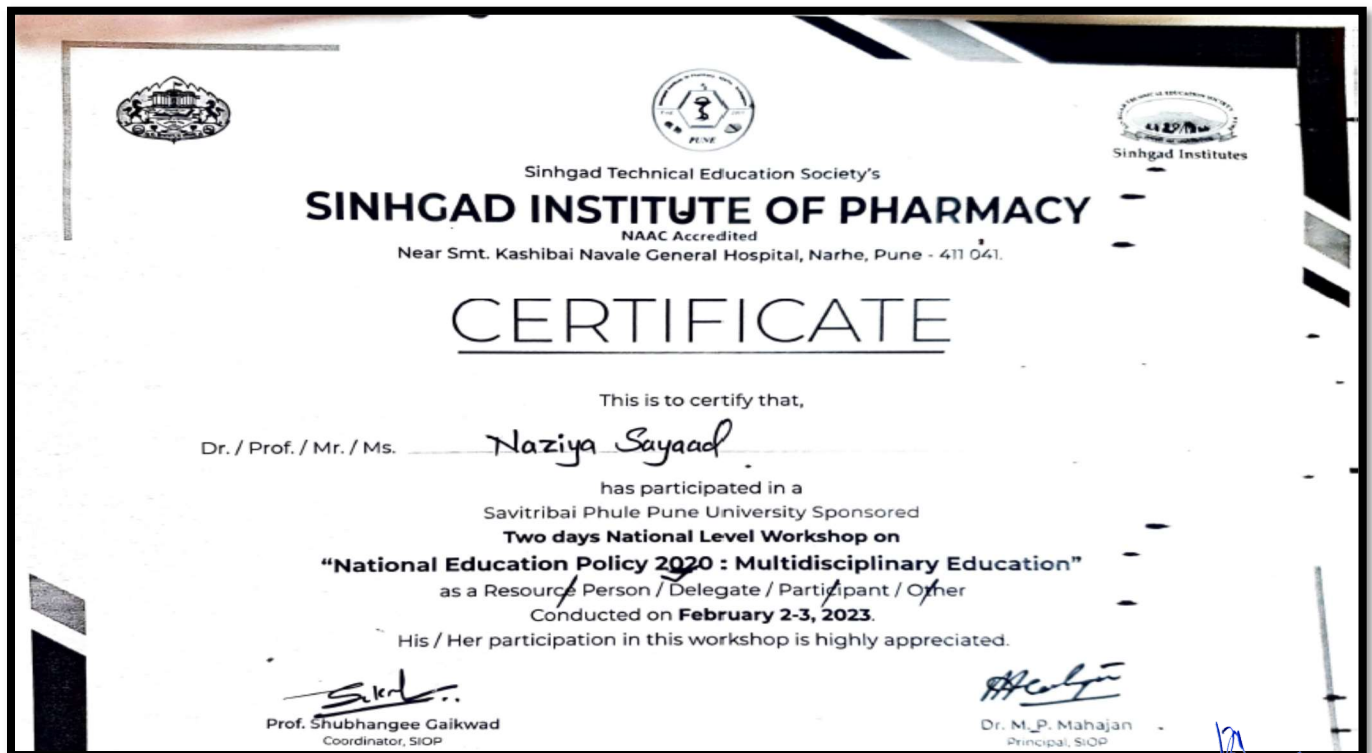 PUNE
Sinhgad Institutes
Sinhgad Technical Education Society's
SINHGAD INSTITUTE OF PHARMACY
NAAC Accredited
Near Smt. Kashibai Navale General Hospital, Narhe, Pune - 411 041.
CERTIFICATE
This is to certify that,
Dr. / Prof. / Mr. / Ms. Naziya Sayaad
has participated in a
Savitribai Phule Pune University Sponsored
Two days National Level Workshop on
“National Education Policy 2020 : Multidisciplinary Education”
as a Resource Person / Delegate / Participant / Other
Conducted on February 2-3, 2023.
His / Her participation in this workshop is highly appreciated.
Prof. Shubhangee Gaikwad
Coordinator, SIOP
Dr. M. P. Mahajan
Principal, SIOP